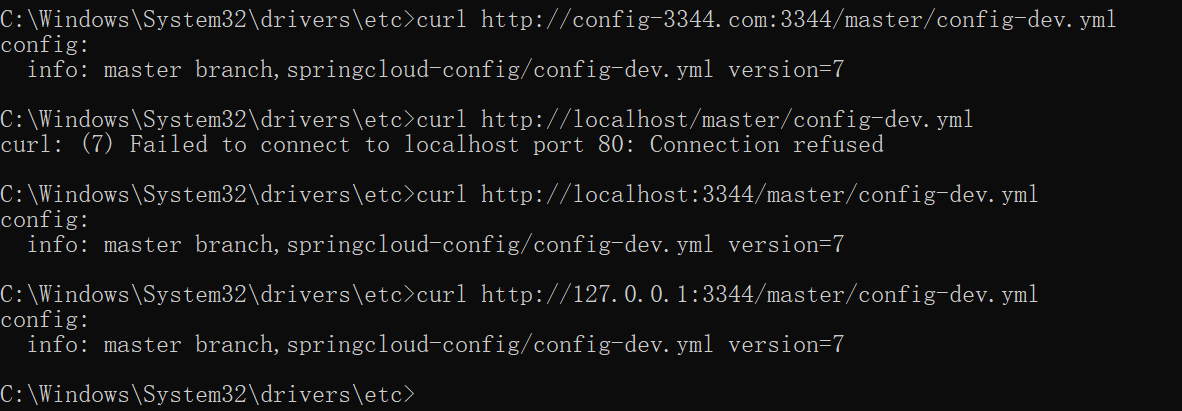 C:\Windows\System32\drivers\etc>curl http://config-3344.com:3344/master/config-dev.yml
config:
  info: master branch,springcloud-config/config-dev.yml version=7
C:\Windows\System32\drivers\etc>curl http://localhost/master/config-dev.yml
curl: (7) Failed to connect to localhost port 80: Connection refused
C:\Windows\System32\drivers\etc>curl http://localhost:3344/master/config-dev.yml
config:
  info: master branch,springcloud-config/config-dev.yml version=7
C:\Windows\System32\drivers\etc>curl http://127.0.0.1:3344/master/config-dev.yml
config:
  info: master branch,springcloud-config/config-dev.yml version=7
C:\Windows\System32\drivers\etc>